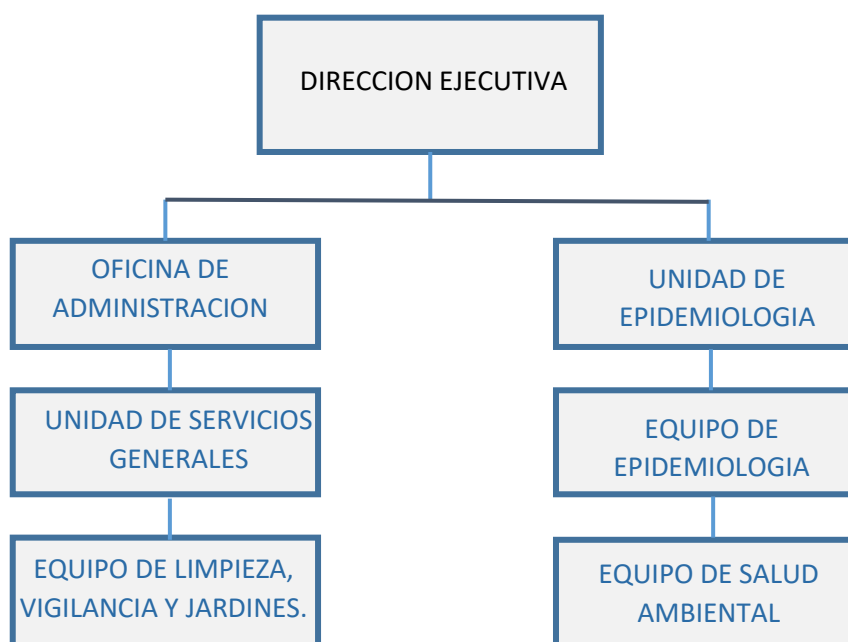 DIRECCION EJECUTIVA
OFICINA DE
ADMINISTRACION
UNIDAD DE
EPIDEMIOLOGIA
UNIDAD DE SERVICIOS
GENERALES
EQUIPO DE
EPIDEMIOLOGIA
EQUIPO DE LIMPIEZA,
VIGILANCIA Y JARDINES.
EQUIPO DE SALUD
AMBIENTAL